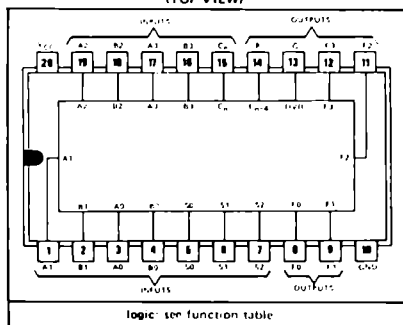 (TOP VIEW)
INPUTS OUTPUTS
VCC A2 B2 A3 B3 Cn P G F3 F2
20 19 18 17 16 15 14 13 12 11
A2 B2 A3 B3 Cn Cn+4 F3
A1 F2
B1 A0 B0 S0 S1 S2 F0 F1
1 2 3 4 5 6 7 8 9 10
A1 B1 A0 B0 S0 S1 S2 F0 F1 GND
INPUTS OUTPUTS
logic: see function table